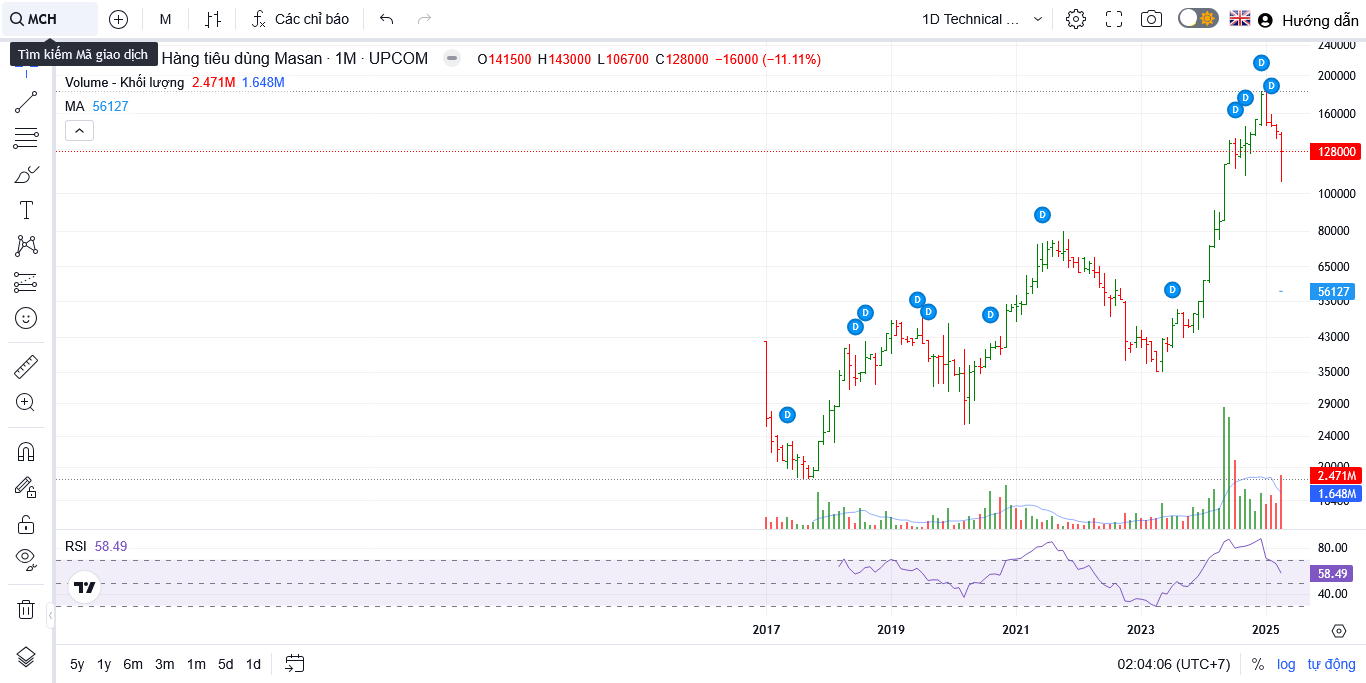 MCH
M
Các chỉ báo
1D Technical ...
Hướng dẫn
Tìm kiếm Mã giao dịch
Hàng tiêu dùng Masan · 1M · UPCOM
O141500 H143000 L106700 C128000 −16000 (−11.11%)
Volume - Khối lượng 2.471M 1.648M
MA 56127
D
D
D
D
D
D
D
D
D
D
D
D
240000
200000
160000
128000
100000
80000
65000
56127
53000
43000
35000
29000
24000
20000
2.471M
1.648M
RSI 58.49
80.00
58.49
40.00
2017 2019 2021 2023 2025
5y 1y 6m 3m 1m 5d 1d
02:04:06 (UTC+7) % log tự động